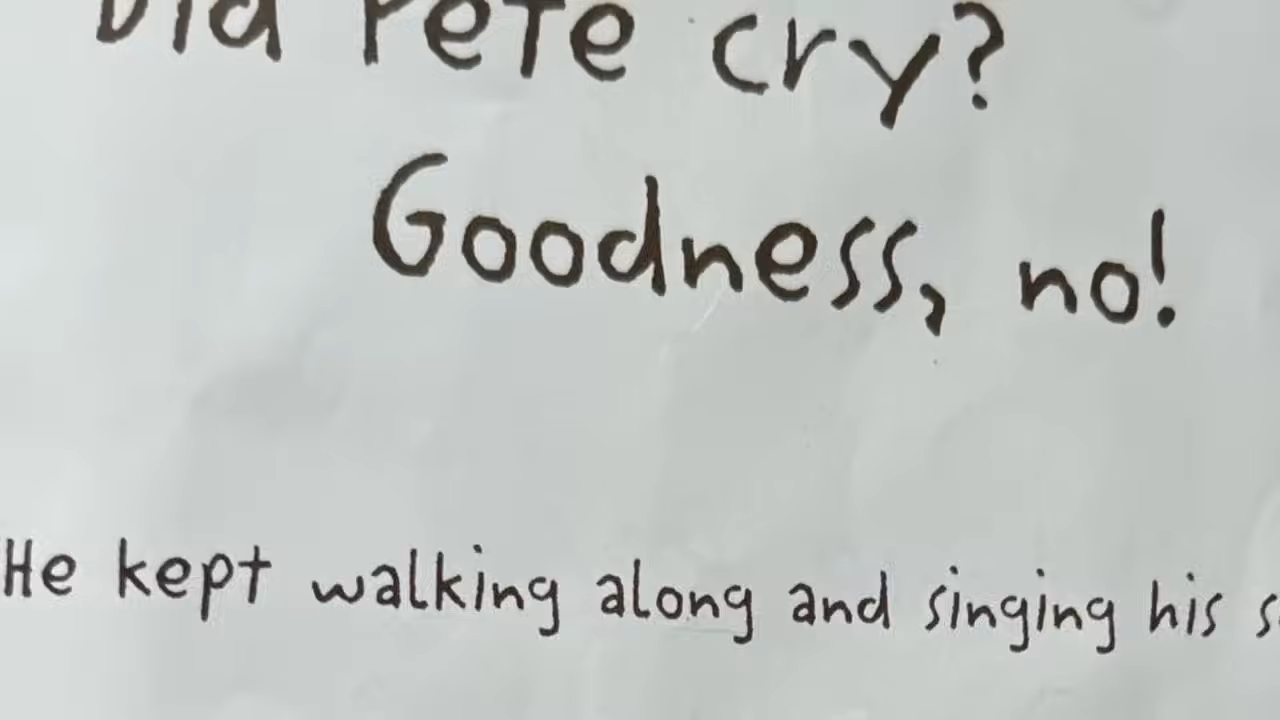 Did Pete cry?
Goodness, no!
He kept walking along and singing his